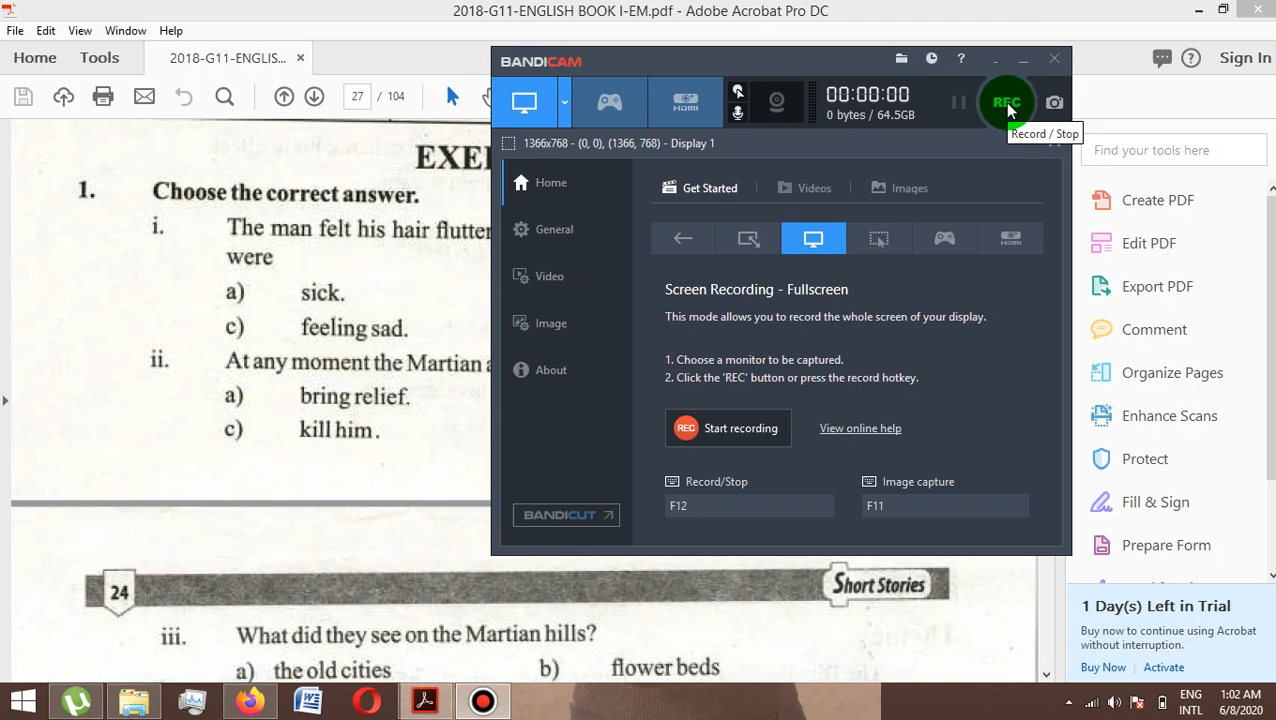 2018-G11-ENGLISH BOOK I-EM.pdf - Adobe Acrobat Pro DC
File Edit View Window Help
Home Tools 2018-G11-ENGLIS... × Sign In
27 / 104
EXE
1. Choose the correct answer.
i. The man felt his hair flutter
were
a) sick.
c) feeling sad.
ii. At any moment the Martian a
a) bring relief.
c) kill him.
24 Short Stories
iii. What did they see on the Martian hills?
a) the old cities b) flower beds
BANDICAM
HDMI
00:00:00
0 bytes / 64.5GB
REC
Record / Stop
1366x768 - (0, 0), (1366, 768) - Display 1
Home
General
Video
Image
About
BANDICUT
Get Started Videos Images
HDMI
Screen Recording - Fullscreen
This mode allows you to record the whole screen of your display.
1. Choose a monitor to be captured.
2. Click the 'REC' button or press the record hotkey.
REC Start recording View online help
Record/Stop Image capture
F12 F11
Find your tools here
Create PDF
Edit PDF
Export PDF
Comment
Organize Pages
Enhance Scans
Protect
Fill & Sign
Prepare Form
1 Day(s) Left in Trial
Buy now to continue using Acrobat
without interruption.
Buy Now Activate
ENG
INTL
1:02 AM
6/8/2020